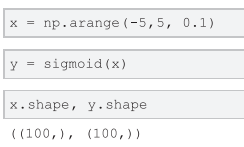 x = np.arange(-5,5, 0.1)
y = sigmoid(x)
x.shape, y.shape
((100,), (100,))